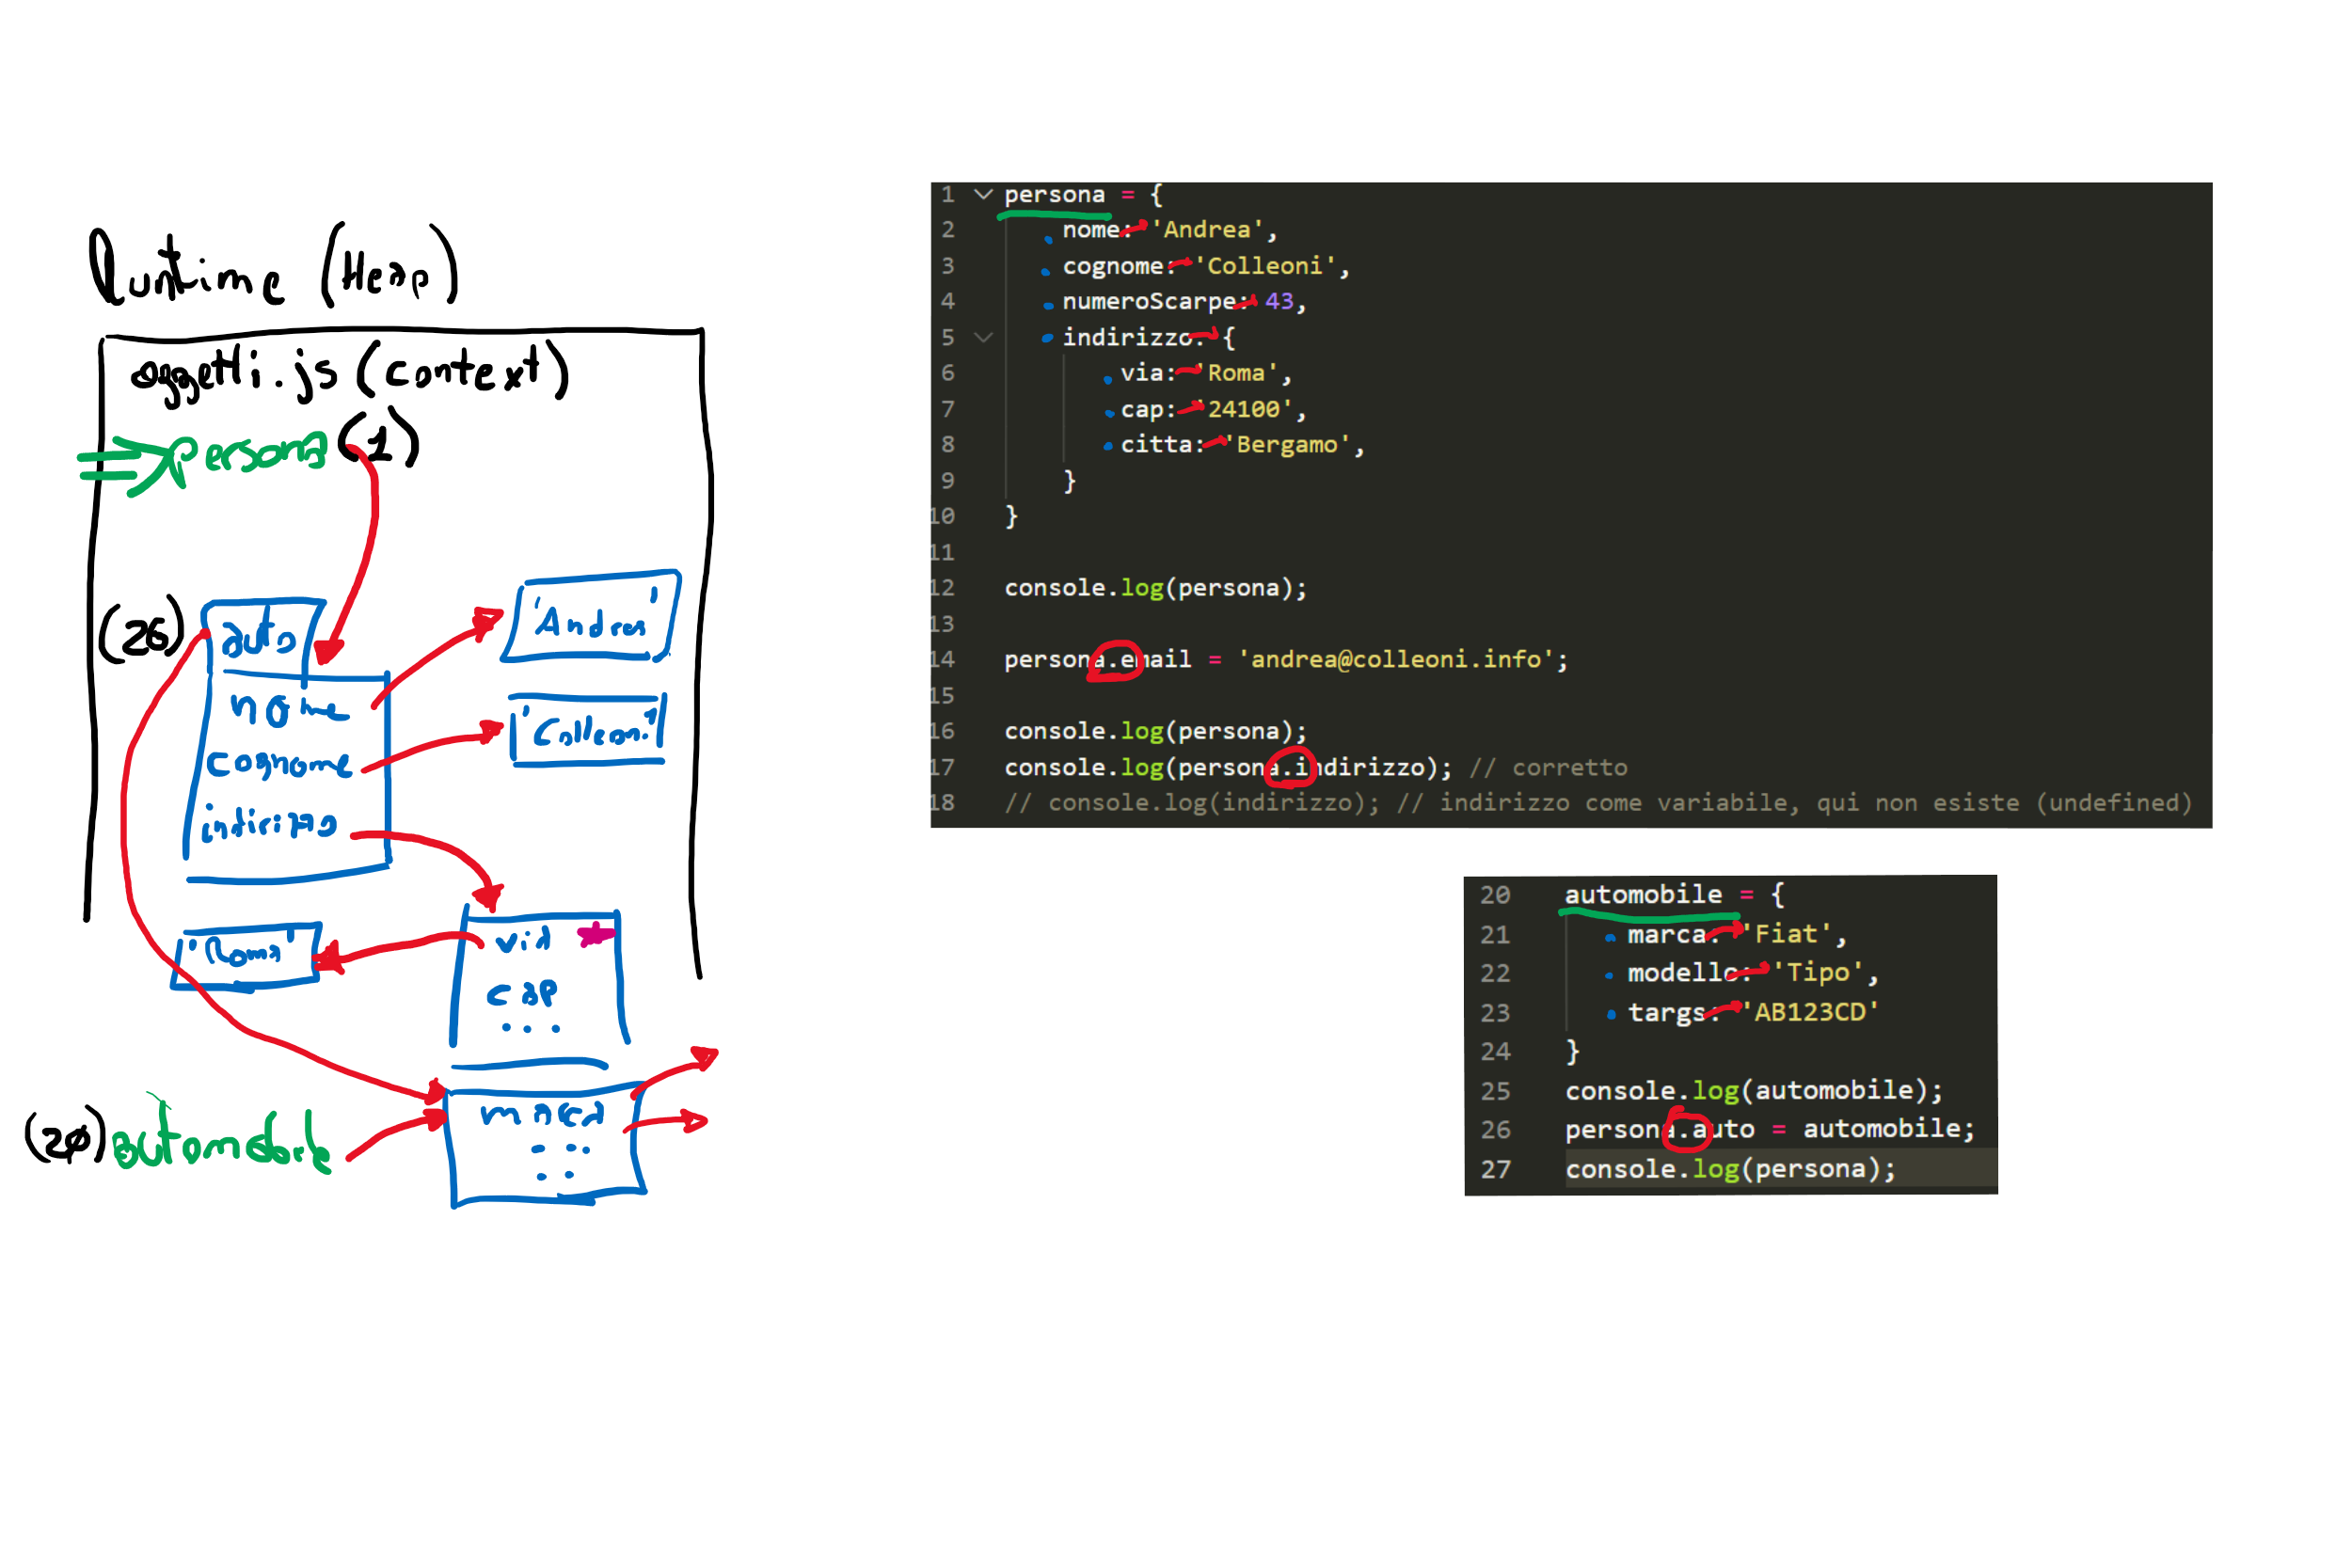 Runtime (Heap)
oggetti.js (context)
persona (1)
(26) auto
nome
cognome
indirizzo
'Andrea'
'Colleoni'
'Roma'
via
cap
...
(20) automobile
marca
1 persona = {
2 nome: 'Andrea',
3 cognome: 'Colleoni',
4 numeroScarpe: 43,
5 indirizzo: {
6 via: 'Roma',
7 cap: '24100',
8 citta: 'Bergamo',
9 }
10 }
11
12 console.log(persona);
13
14 persona.email = 'andrea@colleoni.info';
15
16 console.log(persona);
17 console.log(persona.indirizzo); // corretto
18 // console.log(indirizzo); // indirizzo come variabile, qui non esiste (undefined)
20 automobile = {
21 marca: 'Fiat',
22 modello: 'Tipo',
23 targs: 'AB123CD'
24 }
25 console.log(automobile);
26 persona.auto = automobile;
27 console.log(persona);